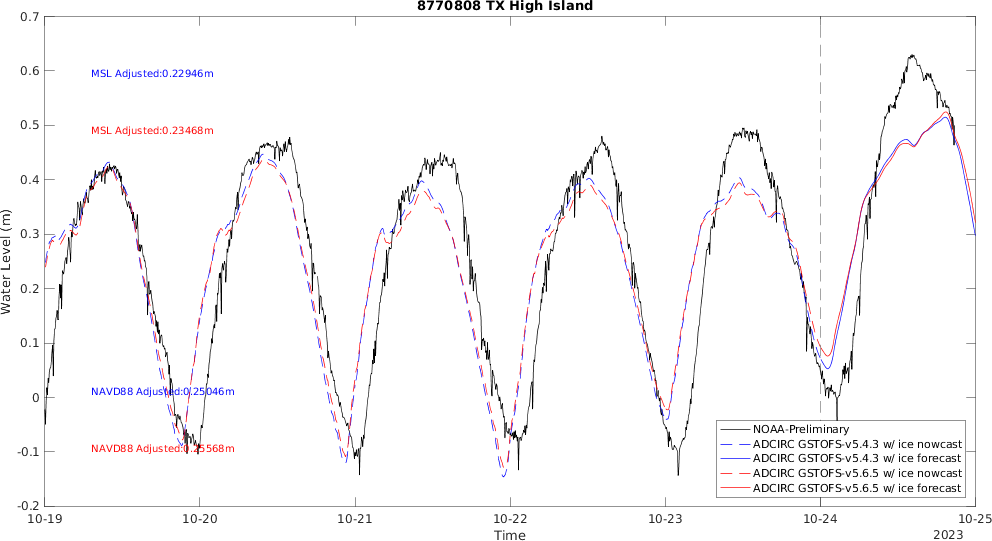 8770808 TX High Island
0.7
0.6
0.5
0.4
0.3
0.2
0.1
0
-0.1
-0.2
Water Level (m)
MSL Adjusted:0.22946m
MSL Adjusted:0.23468m
NAVD88 Adjusted:0.25046m
NAVD88 Adjusted:0.25568m
NOAA-Preliminary
ADCIRC GSTOFS-v5.4.3 w/ ice nowcast
ADCIRC GSTOFS-v5.4.3 w/ ice forecast
ADCIRC GSTOFS-v5.6.5 w/ ice nowcast
ADCIRC GSTOFS-v5.6.5 w/ ice forecast
10-19 10-20 10-21 10-22 10-23 10-24 10-25
Time
2023